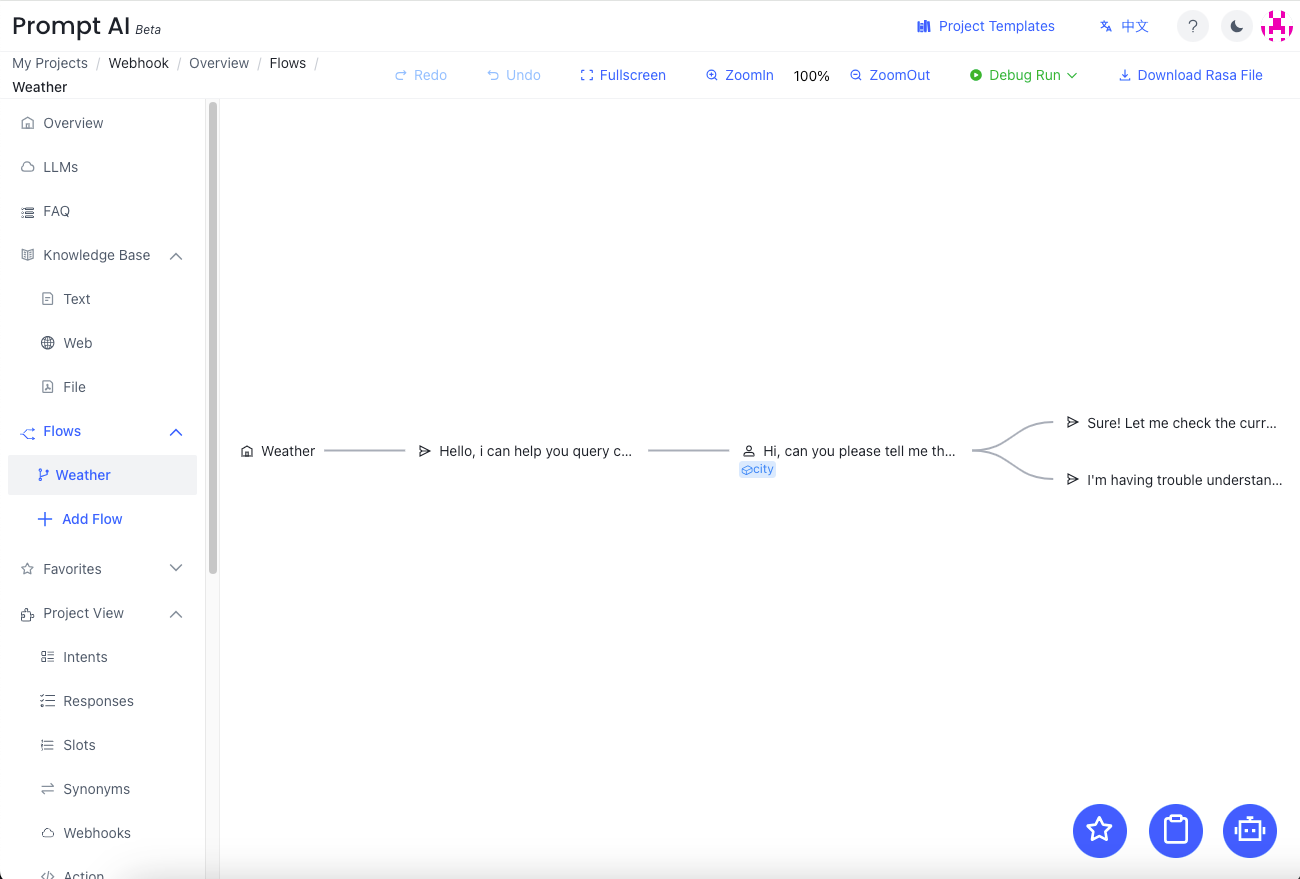 Prompt AI Beta
Project Templates
中文
?
My Projects / Webhook / Overview / Flows /
Weather
Redo
Undo
Fullscreen
ZoomIn
100%
ZoomOut
Debug Run
Download Rasa File
Overview
LLMs
FAQ
Knowledge Base
Text
Web
File
Flows
Weather
Add Flow
Favorites
Project View
Intents
Responses
Slots
Synonyms
Webhooks
Action
Weather
Hello, i can help you query c...
Hi, can you please tell me th...
city
Sure! Let me check the curr...
I'm having trouble understan...